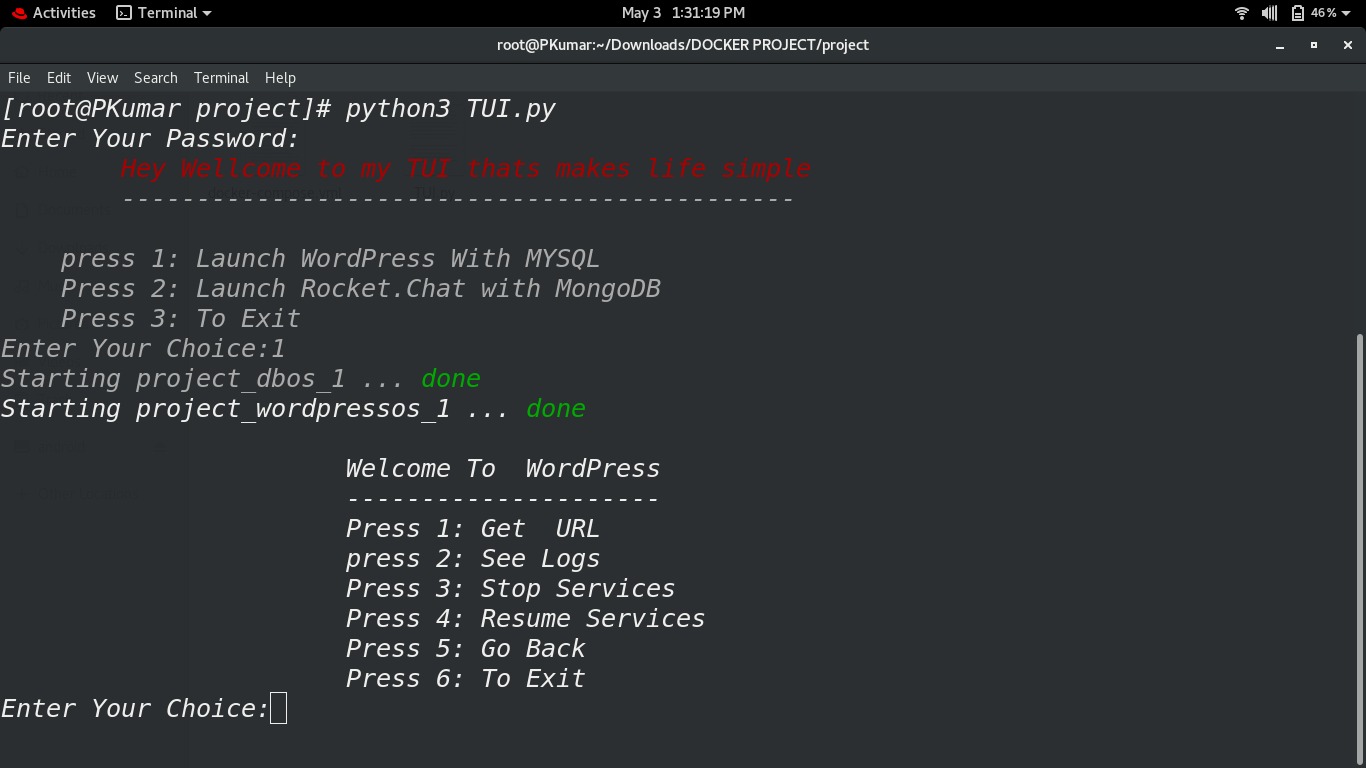 Activities Terminal May 3 1:31:19 PM 46%
root@PKumar:~/Downloads/DOCKER PROJECT/project
File Edit View Search Terminal Help
[root@PKumar project]# python3 TUI.py
Enter Your Password:
Hey Wellcome to my TUI thats makes life simple
---------------------------------------------
press 1: Launch WordPress With MYSQL
Press 2: Launch Rocket.Chat with MongoDB
Press 3: To Exit
Enter Your Choice:1
Starting project_dbos_1 ... done
Starting project_wordpressos_1 ... done
Welcome To  WordPress
---------------------
Press 1: Get  URL
press 2: See Logs
Press 3: Stop Services
Press 4: Resume Services
Press 5: Go Back
Press 6: To Exit
Enter Your Choice: